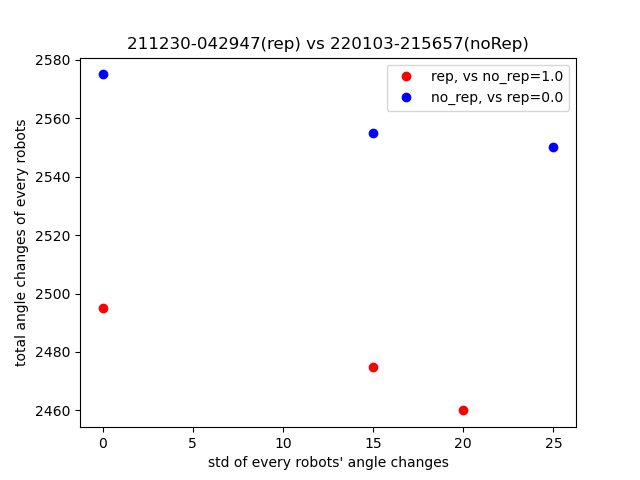 211230-042947(rep) vs 220103-215657(noRep)
rep, vs no_rep=1.0
no_rep, vs rep=0.0
total angle changes of every robots
2580
2560
2540
2520
2500
2480
2460
0 5 10 15 20 25
std of every robots' angle changes